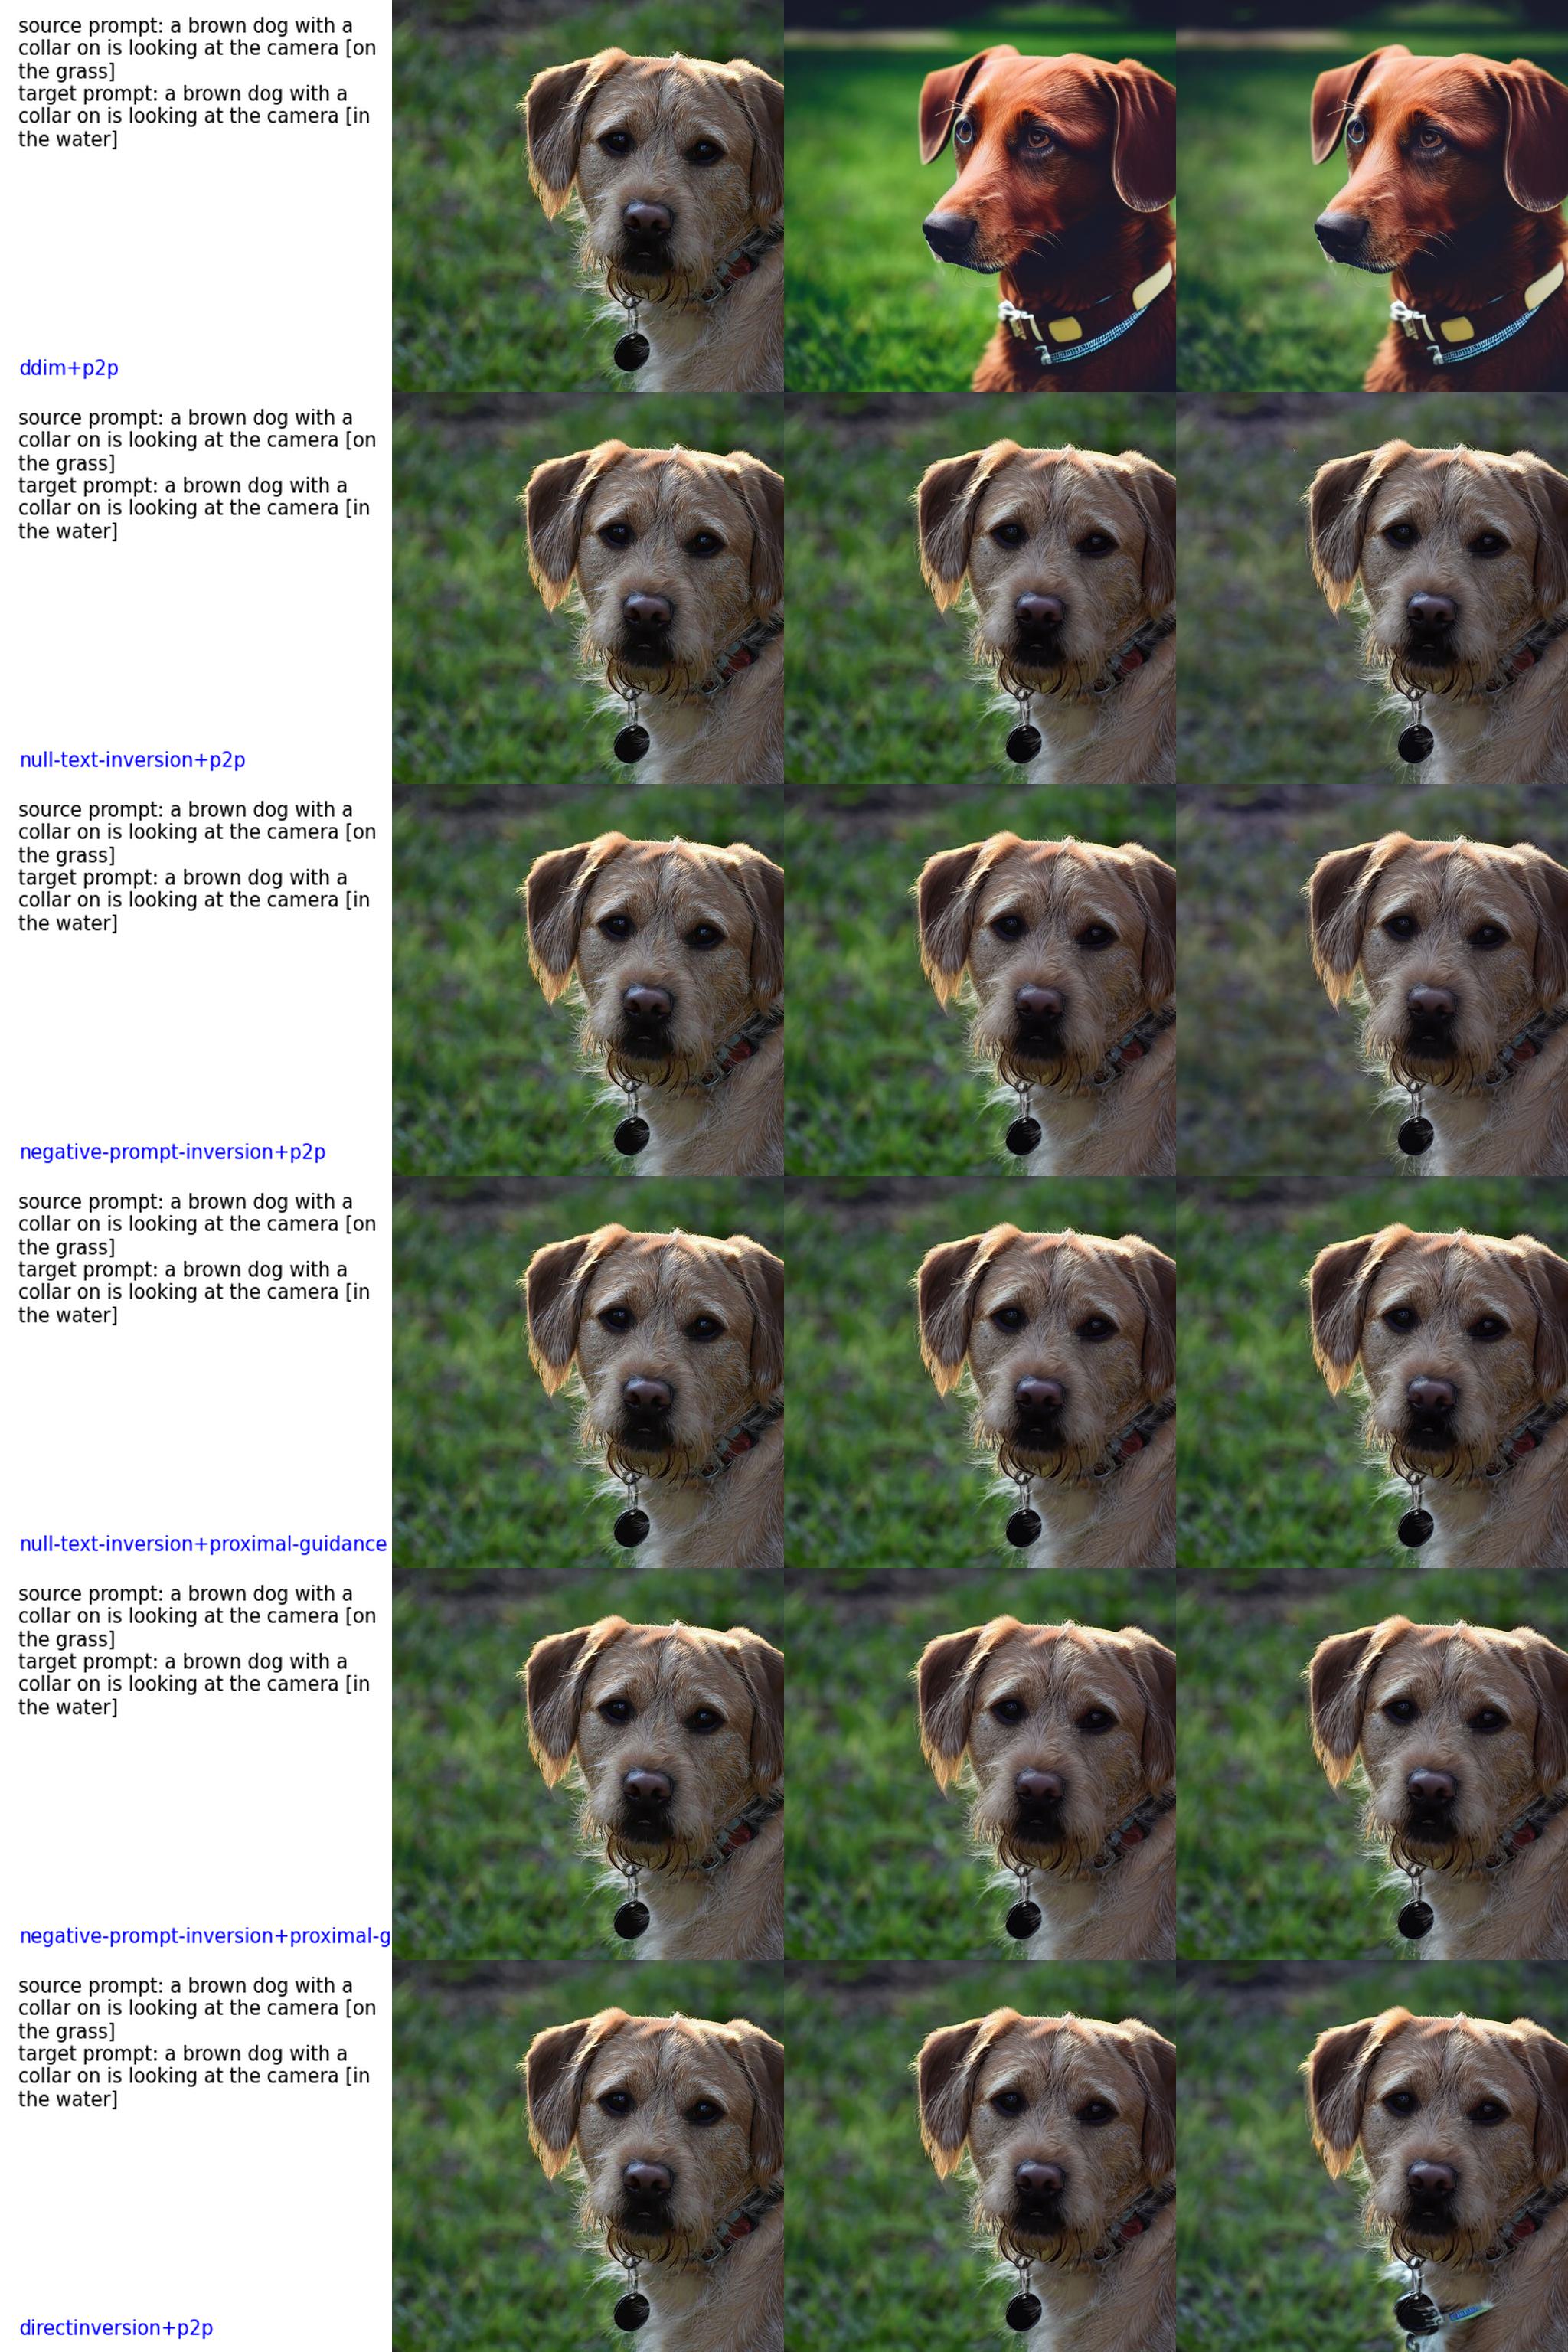 source prompt: a brown dog with a
collar on is looking at the camera [on
the grass]
target prompt: a brown dog with a
collar on is looking at the camera [in
the water]
ddim+p2p
source prompt: a brown dog with a
collar on is looking at the camera [on
the grass]
target prompt: a brown dog with a
collar on is looking at the camera [in
the water]
null-text-inversion+p2p
source prompt: a brown dog with a
collar on is looking at the camera [on
the grass]
target prompt: a brown dog with a
collar on is looking at the camera [in
the water]
negative-prompt-inversion+p2p
source prompt: a brown dog with a
collar on is looking at the camera [on
the grass]
target prompt: a brown dog with a
collar on is looking at the camera [in
the water]
null-text-inversion+proximal-guidance
source prompt: a brown dog with a
collar on is looking at the camera [on
the grass]
target prompt: a brown dog with a
collar on is looking at the camera [in
the water]
negative-prompt-inversion+proximal-g
source prompt: a brown dog with a
collar on is looking at the camera [on
the grass]
target prompt: a brown dog with a
collar on is looking at the camera [in
the water]
directinversion+p2p